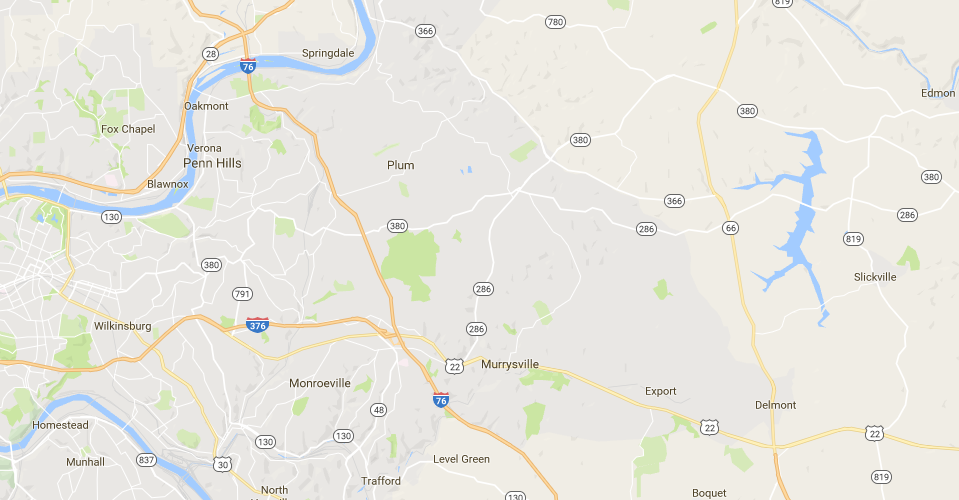 819
780
366
28
Springdale
76
Edmon
Oakmont
380
Fox Chapel
380
Verona
Penn Hills
Plum
380
Blawnox
366
130
286
380
286
66
819
380
Slickville
286
791
Wilkinsburg
376
286
22
Murrysville
Monroeville
Export
76
Delmont
48
Homestead
22
130
130
22
Munhall
837
30
Level Green
819
Trafford
North
130
Boquet